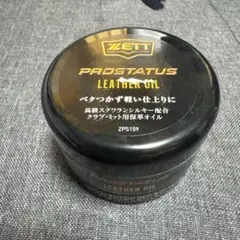 ZETT
PROSTATUS
LEATHER OIL
ベタつかず軽い仕上りに
高級スクワランシルキー配合
グラブ・ミット用保革オイル
ZPS159
LEATHER OIL